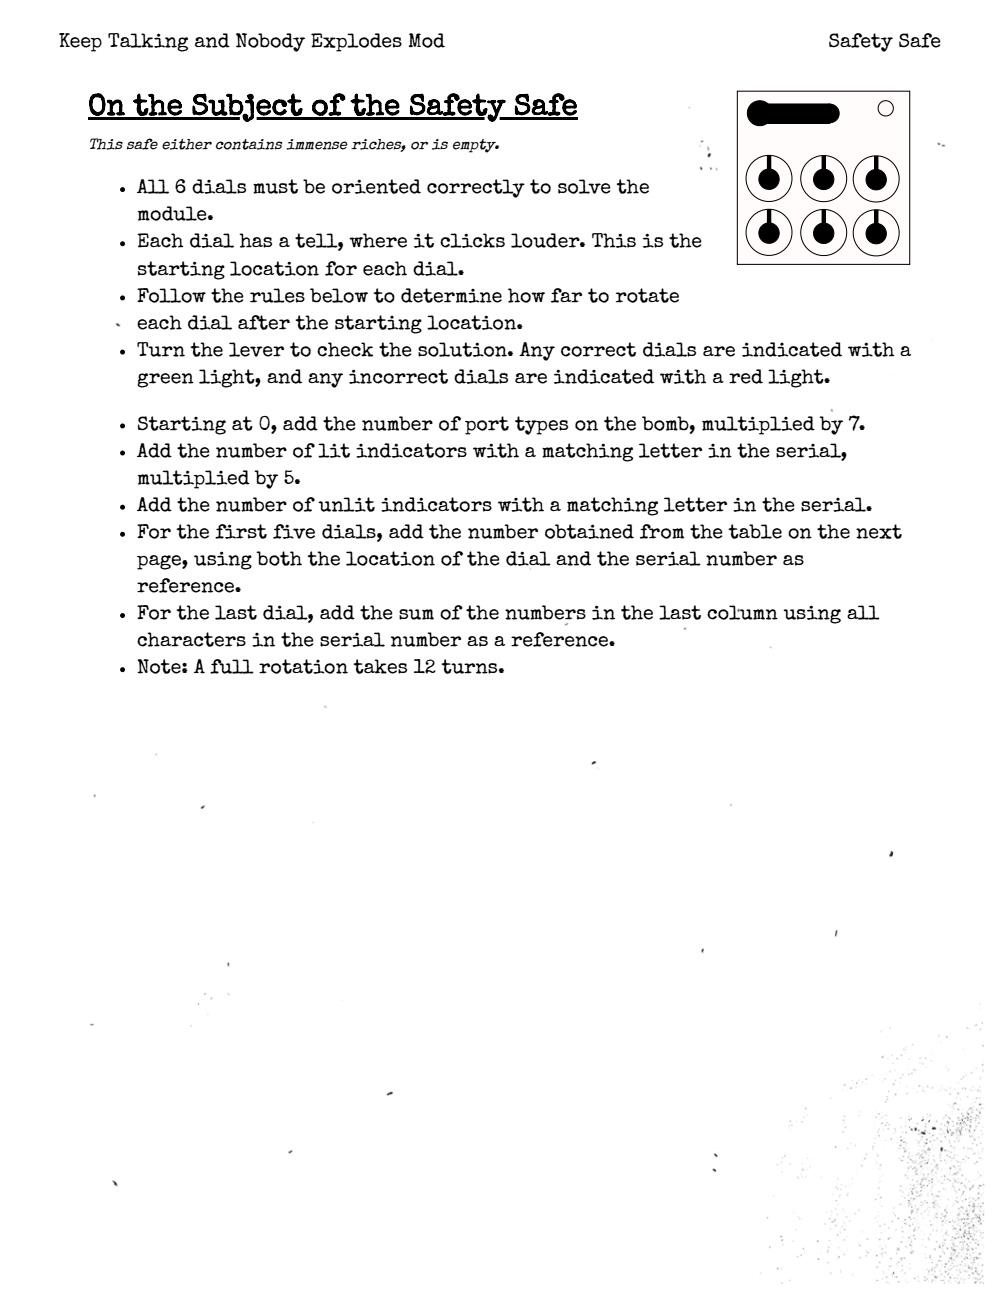 Keep Talking and Nobody Explodes Mod
Safety Safe
On the Subject of the Safety Safe
This safe either contains immense riches, or is empty.
• All 6 dials must be oriented correctly to solve the
module.
• Each dial has a tell, where it clicks louder. This is the
starting location for each dial.
• Follow the rules below to determine how far to rotate
each dial after the starting location.
• Turn the lever to check the solution. Any correct dials are indicated with a
green light, and any incorrect dials are indicated with a red light.
• Starting at 0, add the number of port types on the bomb, multiplied by 7.
• Add the number of lit indicators with a matching letter in the serial,
multiplied by 5.
• Add the number of unlit indicators with a matching letter in the serial.
• For the first five dials, add the number obtained from the table on the next
page, using both the location of the dial and the serial number as
reference.
• For the last dial, add the sum of the numbers in the last column using all
characters in the serial number as a reference.
• Note: A full rotation takes 12 turns.